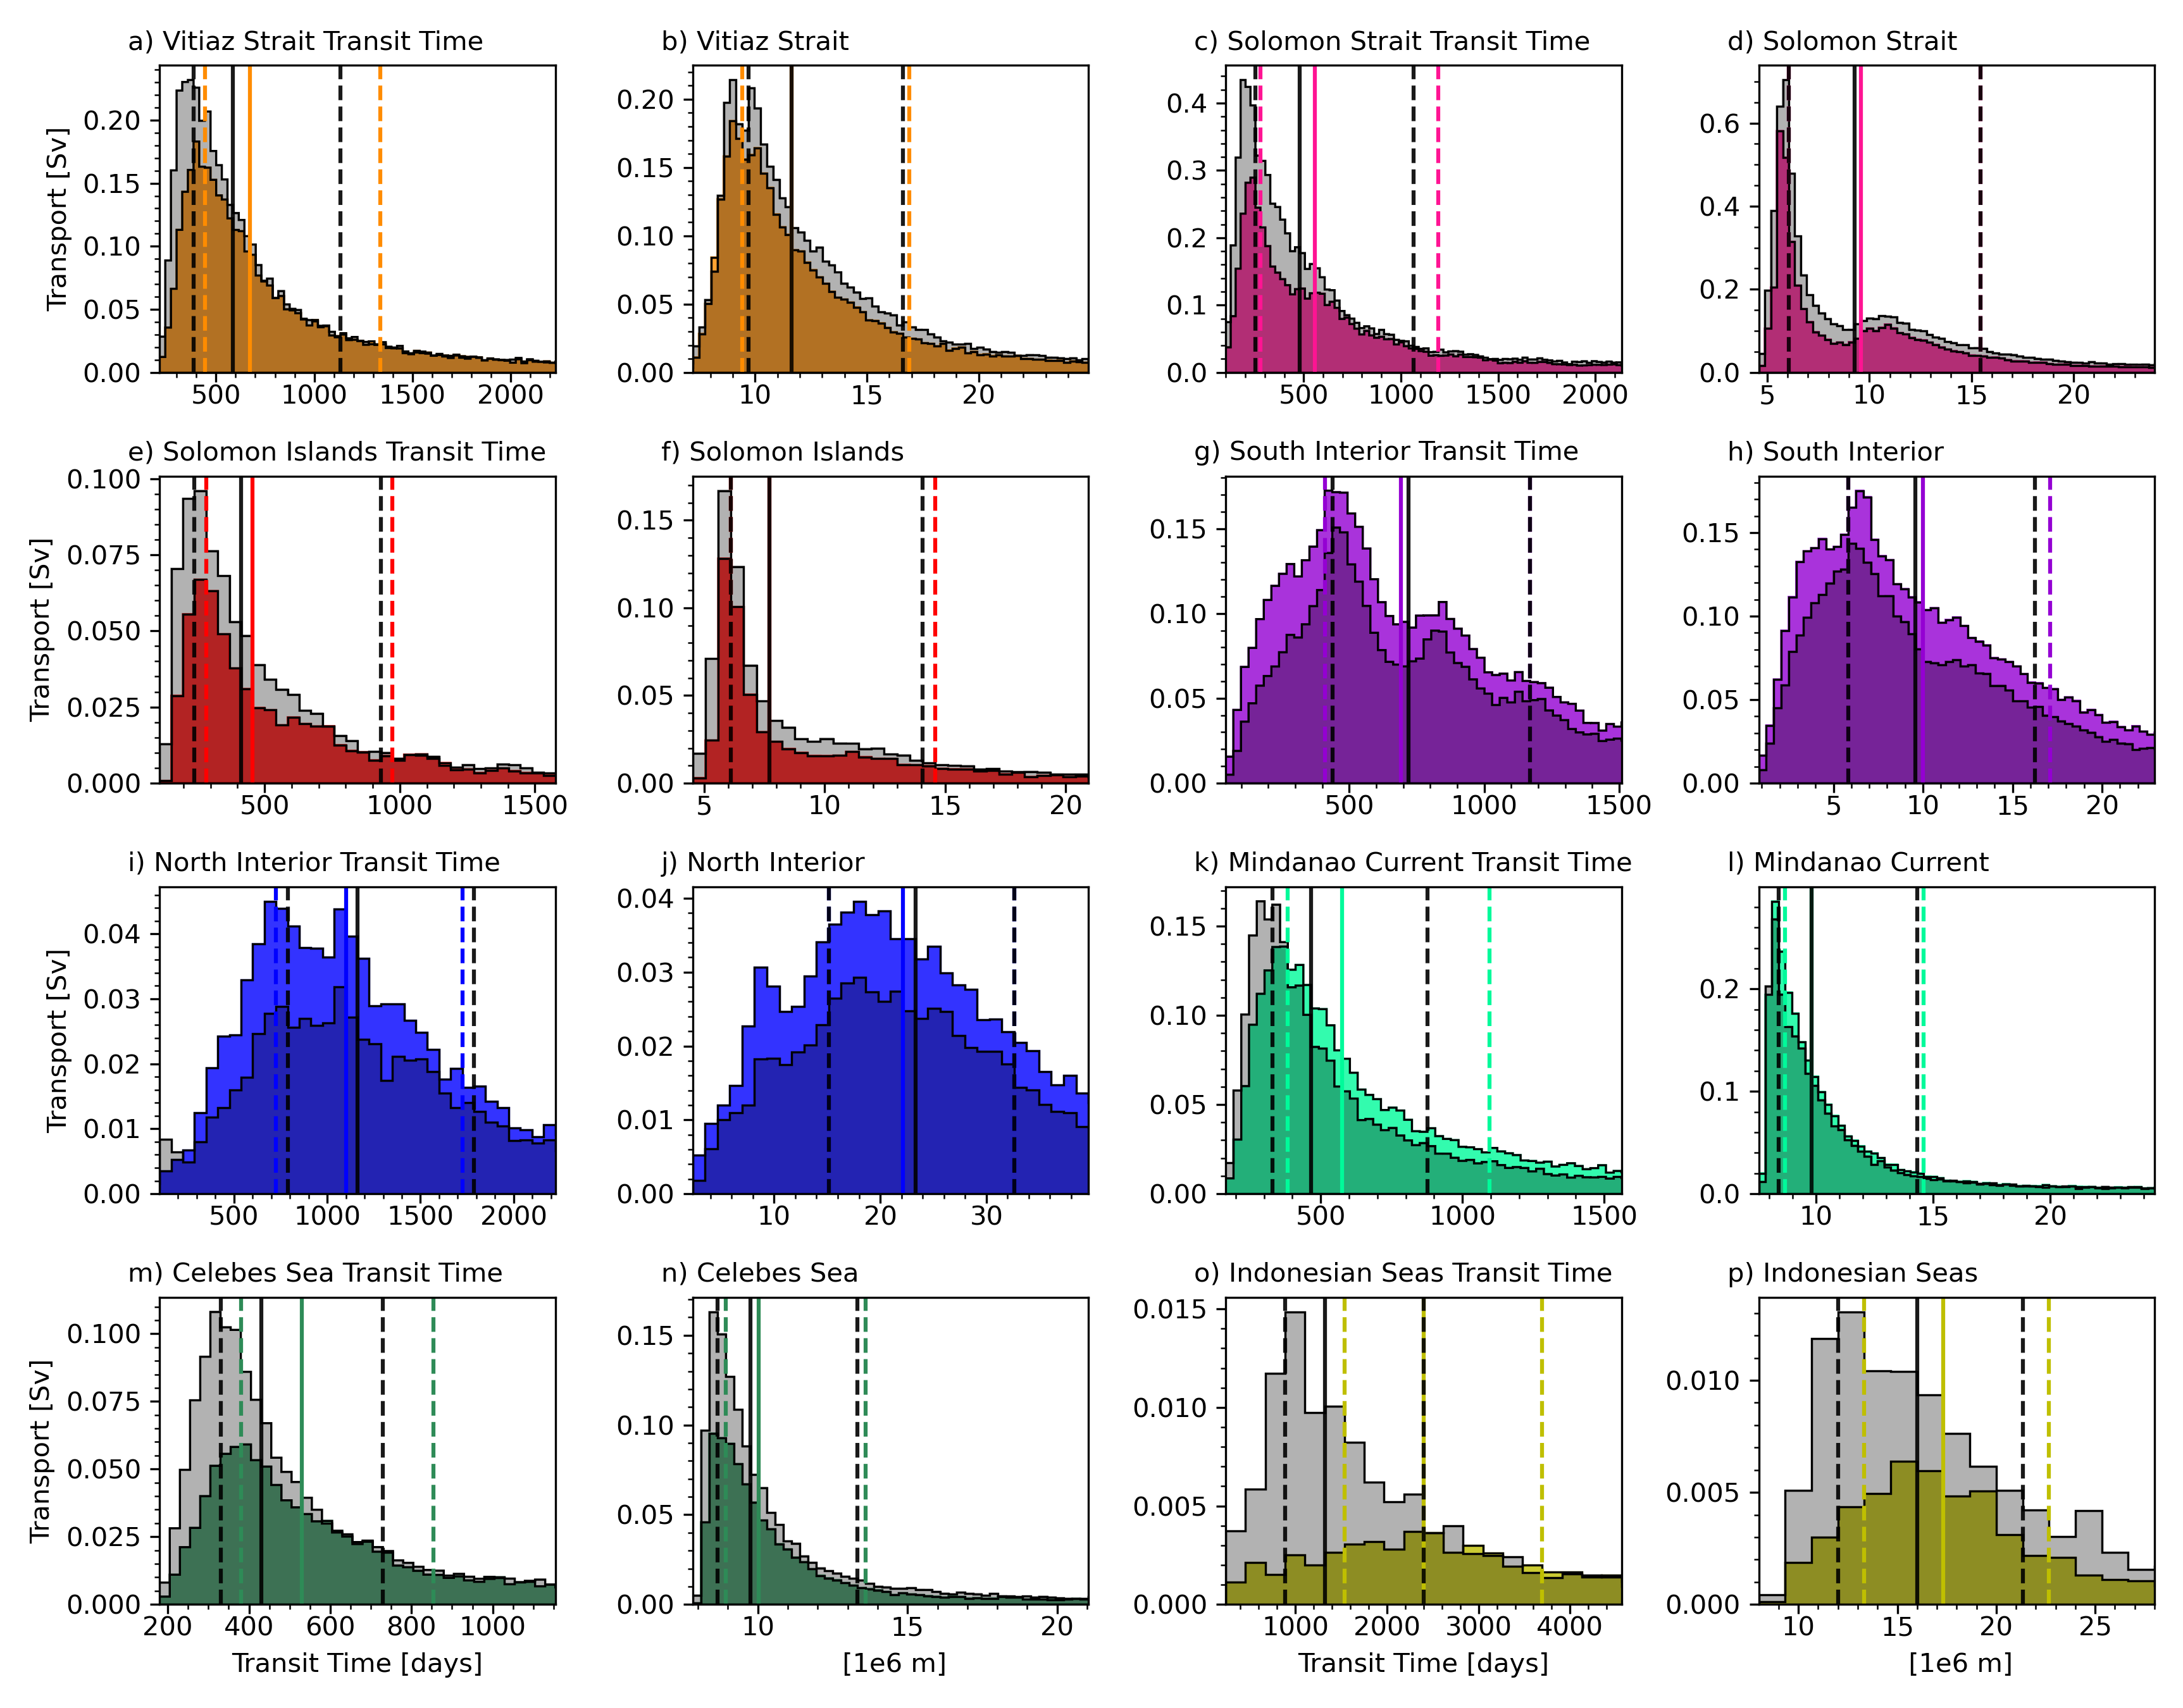 a) Vitiaz Strait Transit Time
b) Vitiaz Strait
c) Solomon Strait Transit Time
d) Solomon Strait
Transport [Sv]
0.20
0.15
0.10
0.05
0.00
500 1000 1500 2000
0.20
0.15
0.10
0.05
0.00
10 15 20
0.4
0.3
0.2
0.1
0.0
500 1000 1500 2000
0.6
0.4
0.2
0.0
5 10 15 20
e) Solomon Islands Transit Time
f) Solomon Islands
g) South Interior Transit Time
h) South Interior
Transport [Sv]
0.100
0.075
0.050
0.025
0.000
500 1000 1500
0.15
0.10
0.05
0.00
5 10 15 20
0.15
0.10
0.05
0.00
500 1000 1500
0.15
0.10
0.05
0.00
5 10 15 20
i) North Interior Transit Time
j) North Interior
k) Mindanao Current Transit Time
l) Mindanao Current
Transport [Sv]
0.04
0.03
0.02
0.01
0.00
500 1000 1500 2000
0.04
0.03
0.02
0.01
0.00
10 20 30
0.15
0.10
0.05
0.00
500 1000 1500
0.2
0.1
0.0
10 15 20
m) Celebes Sea Transit Time
n) Celebes Sea
o) Indonesian Seas Transit Time
p) Indonesian Seas
Transport [Sv]
0.100
0.075
0.050
0.025
0.000
200 400 600 800 1000
Transit Time [days]
0.15
0.10
0.05
0.00
10 15 20
[1e6 m]
0.015
0.010
0.005
0.000
1000 2000 3000 4000
Transit Time [days]
0.010
0.005
0.000
10 15 20 25
[1e6 m]